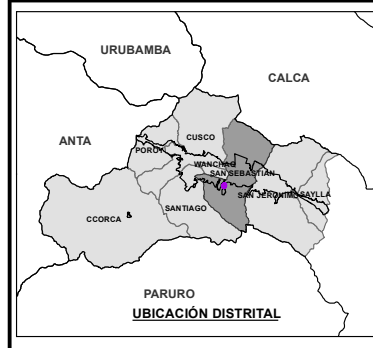 URUBAMBA
CALCA
ANTA
CUSCO
POROY
WANCHAQ
SAN SEBASTIAN
SAN JERONIMO
SAYLLA
SANTIAGO
CCORCA
PARURO
UBICACIÓN DISTRITAL